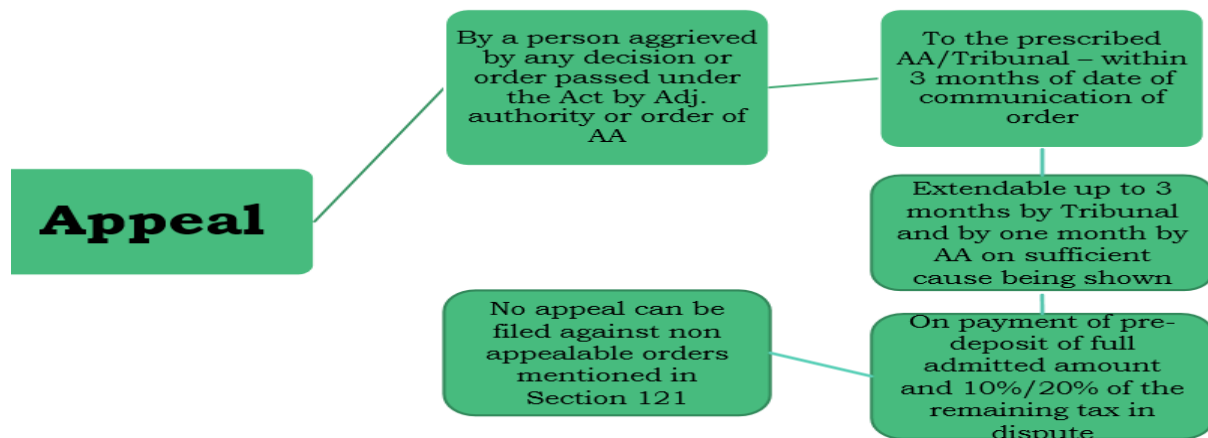 Appeal
By a person aggrieved
by any decision or
order passed under
the Act by Adj.
authority or order of
AA
To the prescribed
AA/Tribunal – within
3 months of date of
communication of
order
Extendable up to 3
months by Tribunal
and by one month by
AA on sufficient
cause being shown
On payment of pre-
deposit of full
admitted amount
and 10%/20% of the
remaining tax in
dispute
No appeal can be
filed against non
appealable orders
mentioned in
Section 121